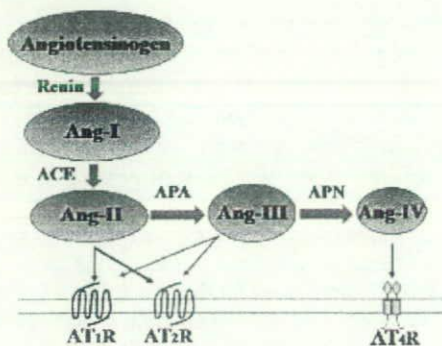 Angiotensinogen
Renin
Ang-I
ACE
APA
APN
Ang-II
Ang-III
Ang-IV
AT1R
AT2R
AT4R